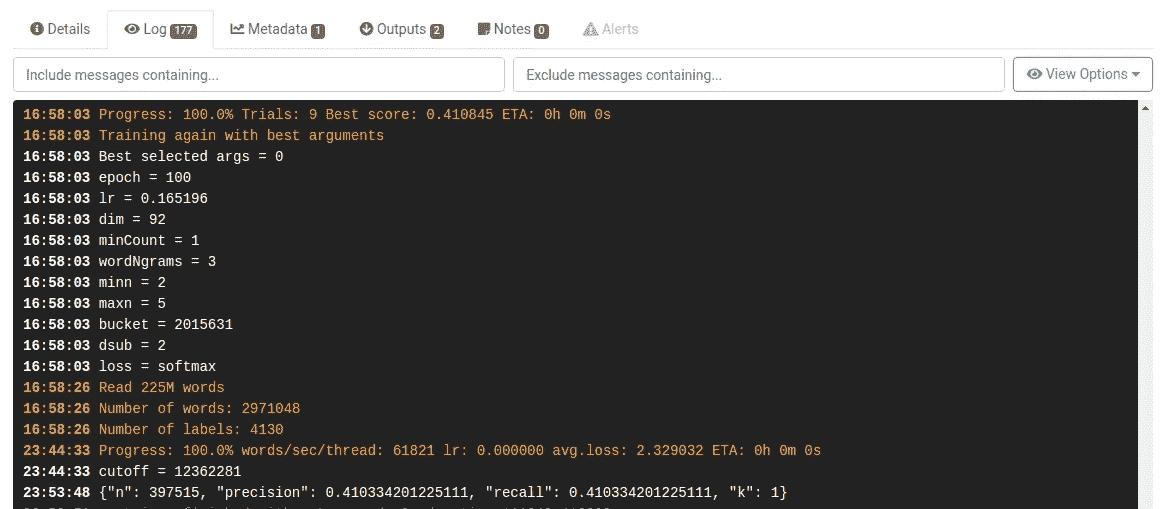 Details Log 177 Metadata 1 Outputs 2 Notes 0 Alerts
Include messages containing... Exclude messages containing... View Options
16:58:03 Progress: 100.0% Trials: 9 Best score: 0.410845 ETA: 0h 0m 0s
16:58:03 Training again with best arguments
16:58:03 Best selected args = 0
16:58:03 epoch = 100
16:58:03 lr = 0.165196
16:58:03 dim = 92
16:58:03 minCount = 1
16:58:03 wordNgrams = 3
16:58:03 minn = 2
16:58:03 maxn = 5
16:58:03 bucket = 2015631
16:58:03 dsub = 2
16:58:03 loss = softmax
16:58:26 Read 225M words
16:58:26 Number of words: 2971048
16:58:26 Number of labels: 4130
23:44:33 Progress: 100.0% words/sec/thread: 61821 lr: 0.000000 avg.loss: 2.329032 ETA: 0h 0m 0s
23:44:33 cutoff = 12362281
23:53:48 {"n": 397515, "precision": 0.410334201225111, "recall": 0.410334201225111, "k": 1}